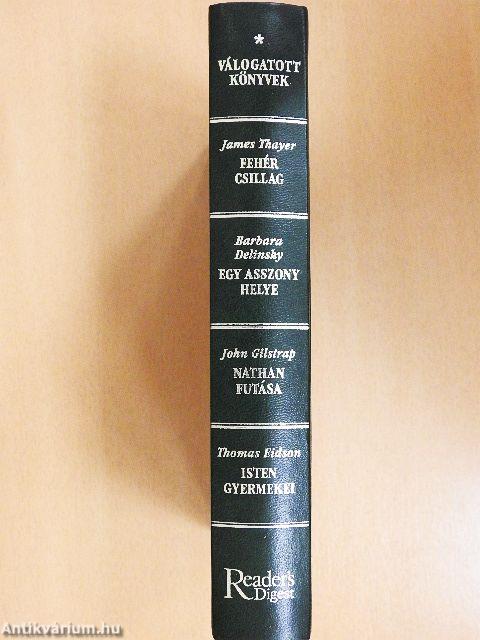 *
VÁLOGATOTT
KÖNYVEK
James Thayer
FEHÉR
CSILLAG
Barbara
Delinsky
EGY ASSZONY
HELYE
John Gilstrap
NATHAN
FUTÁSA
Thomas Eidson
ISTEN
GYERMEKEI
Reader's
Digest
Antikvárium.hu